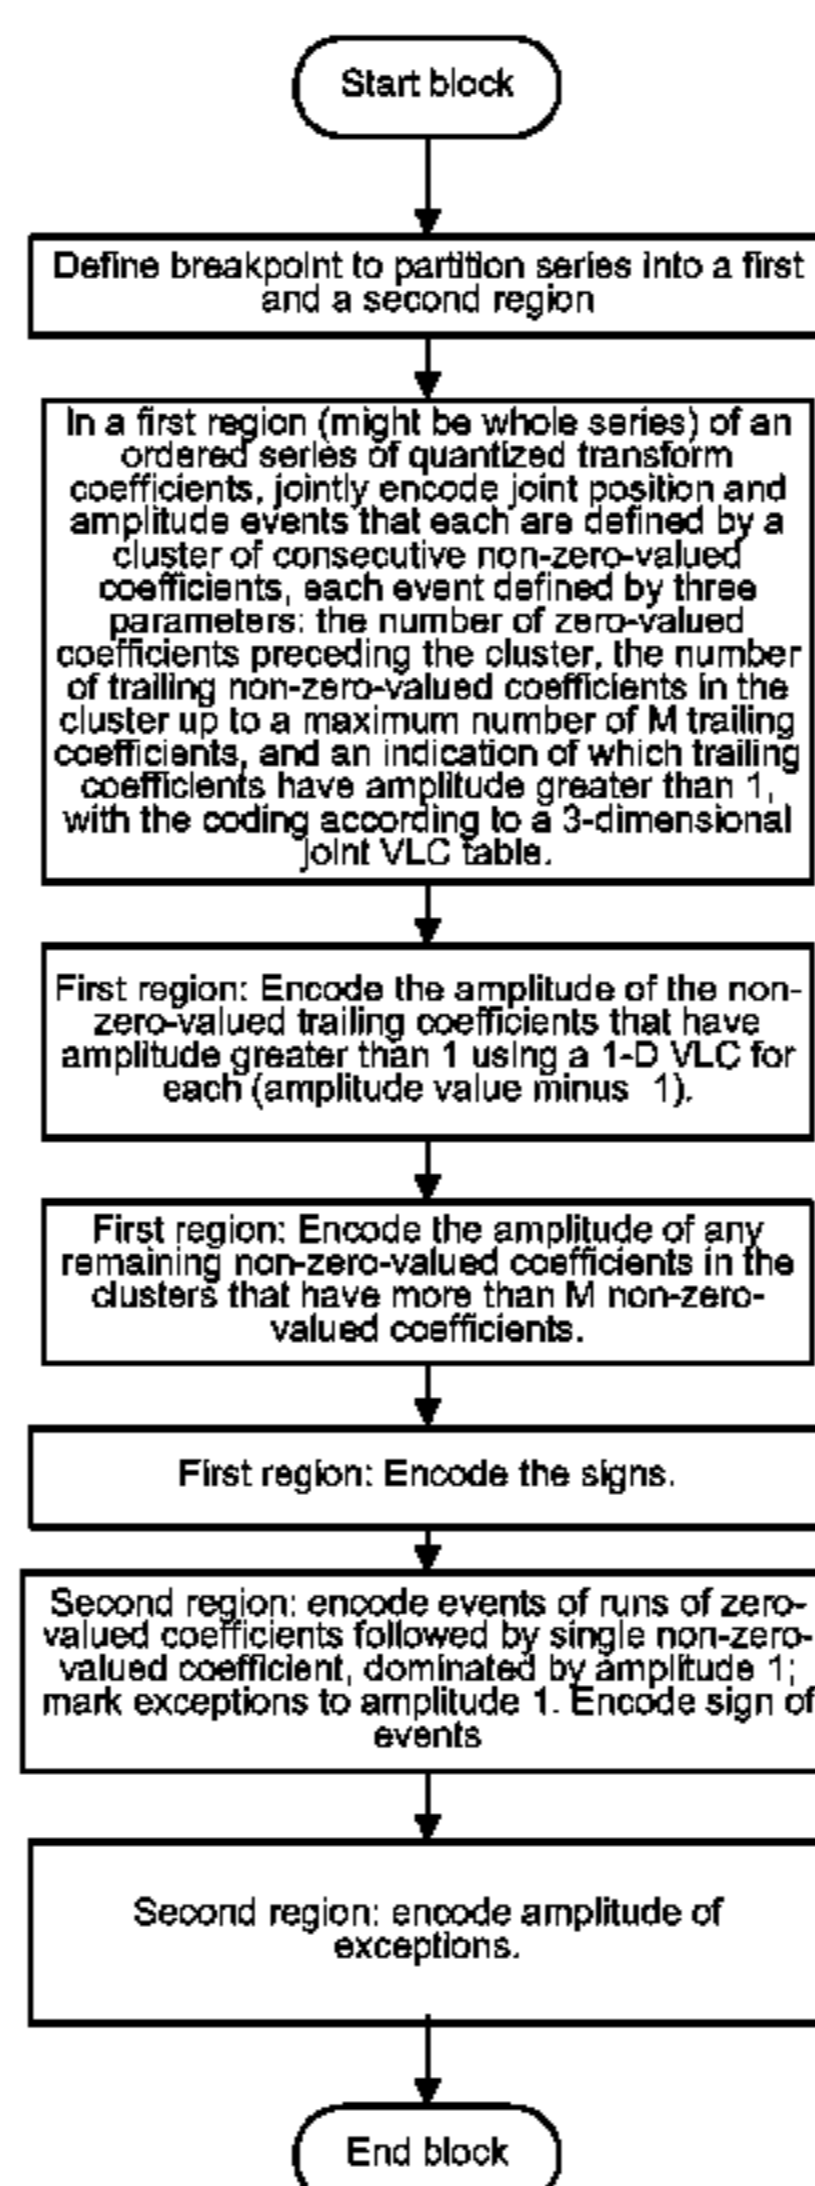 Start block
Define breakpoint to partition series into a first
and a second region
In a first region (might be whole series) of an
ordered series of quantized transform
coefficients, jointly encode joint position and
amplitude events that each are defined by a
cluster of consecutive non-zero-valued
coefficients, each event defined by three
parameters: the number of zero-valued
coefficients preceding the cluster, the number
of trailing non-zero-valued coefficients in the
cluster up to a maximum number of M trailing
coefficients, and an indication of which trailing
coefficients have amplitude greater than 1,
with the coding according to a 3-dimensional
joint VLC table.
First region: Encode the amplitude of the non-
zero-valued trailing coefficients that have
amplitude greater than 1 using a 1-D VLC for
each (amplitude value minus 1).
First region: Encode the amplitude of any
remaining non-zero-valued coefficients in the
clusters that have more than M non-zero-
valued coefficients.
First region: Encode the signs.
Second region: encode events of runs of zero-
valued coefficients followed by single non-zero-
valued coefficient, dominated by amplitude 1;
mark exceptions to amplitude 1. Encode sign of
events
Second region: encode amplitude of
exceptions.
End block